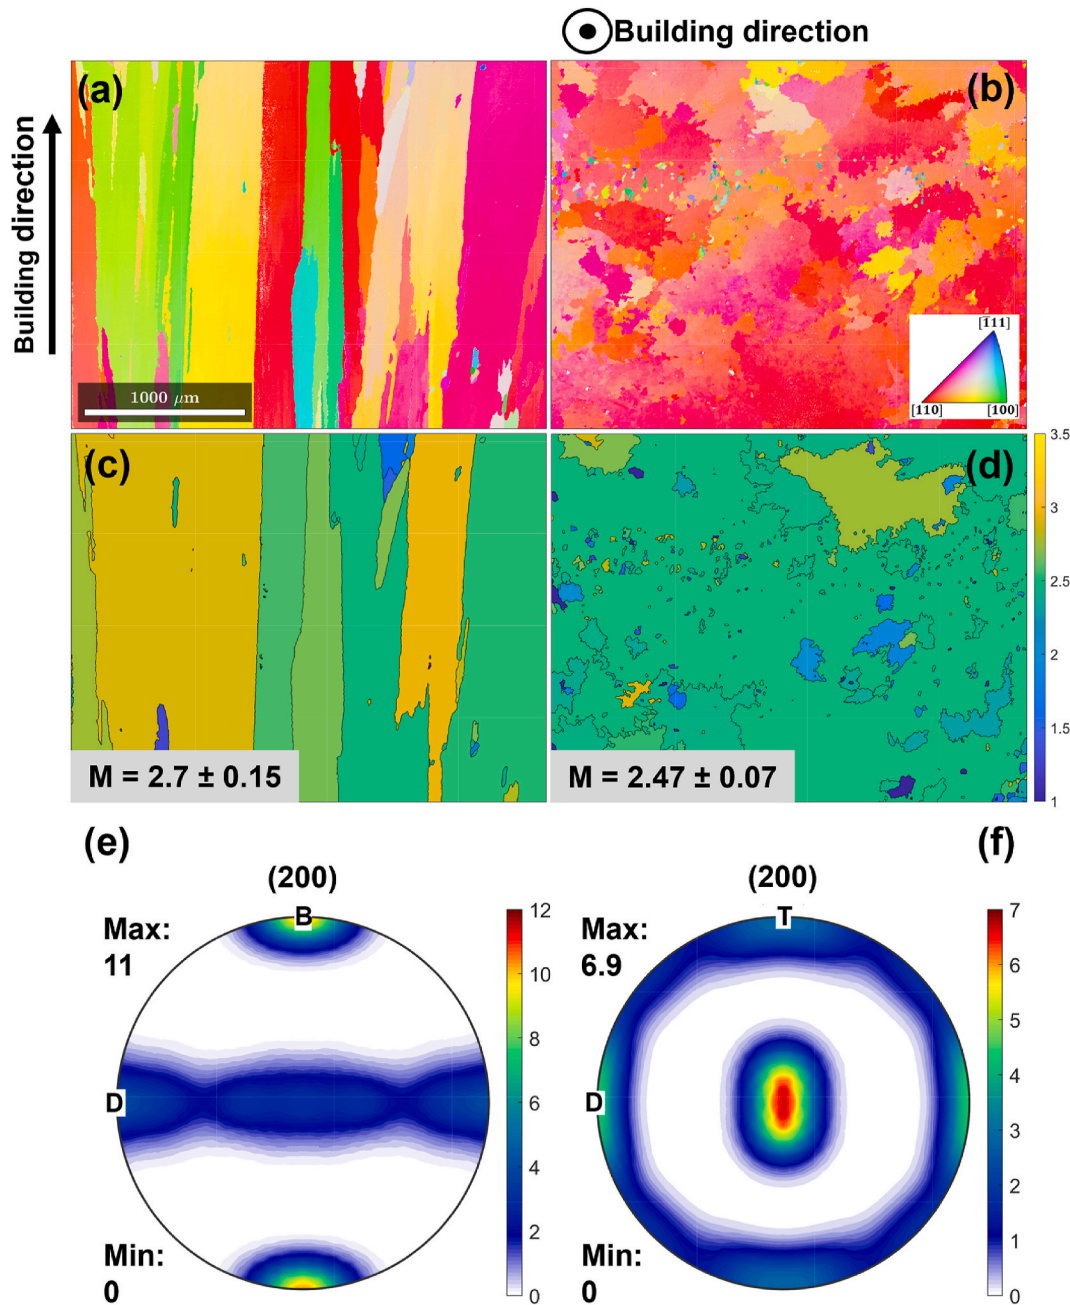 Building direction
(a)
(b)
Building direction
1000 μm
[1̅11]
[110]
[100]
(c)
(d)
3.5
3
2.5
2
1.5
1
M = 2.7 ± 0.15
M = 2.47 ± 0.07
(e)
(f)
(200)
(200)
B
T
Max:
11
Max:
6.9
12
10
8
6
4
2
0
7
6
5
4
3
2
1
0
D
D
Min:
0
Min:
0